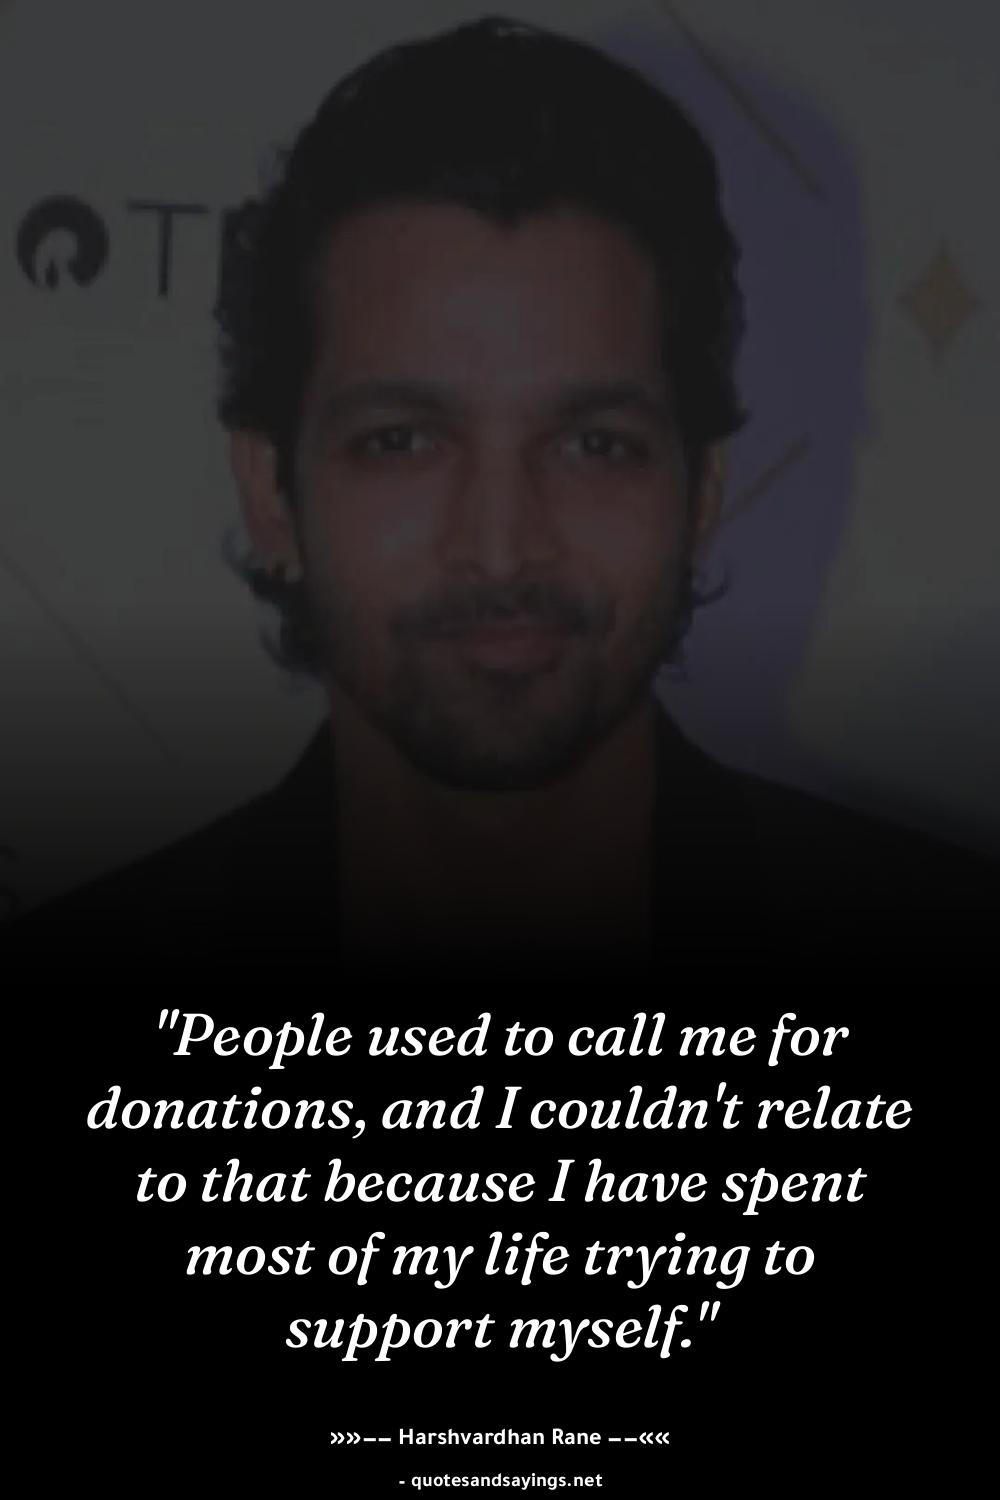 T
"People used to call me for
donations, and I couldn't relate
to that because I have spent
most of my life trying to
support myself."
»»−− Harshvardhan Rane −−««
- quotesandsayings.net